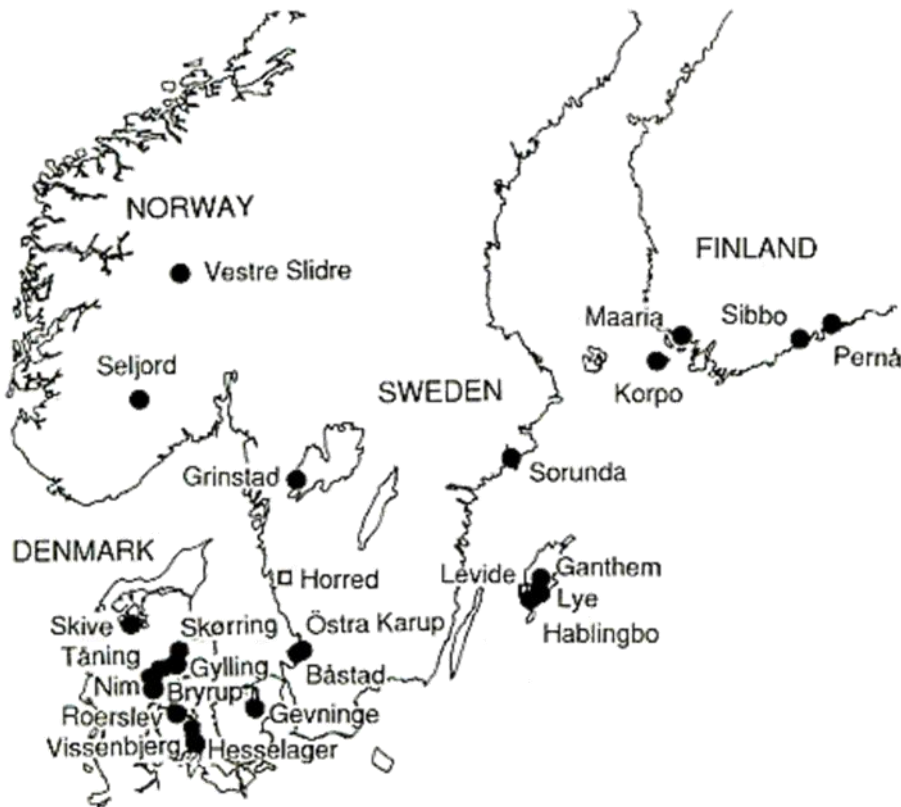 NORWAY
FINLAND
Vestre Slidre
Maaria
Sibbo
Pernå
Korpo
Seljord
SWEDEN
Grinstad
Sorunda
DENMARK
Horred
Levide
Ganthem
Lye
Hablingbo
Skive
Skørring
Östra Karup
Tåning
Gylling
Båstad
Nim
Bryrup
Roerslev
Gevninge
Vissenbjerg
Hesselager